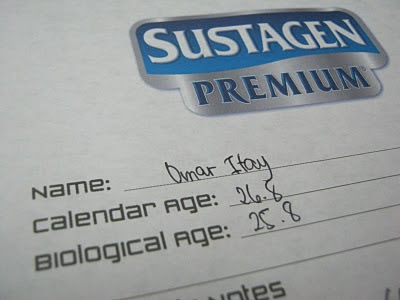 SUSTAGEN
PREMIUM
Name: Omar Itay
Calendar Age: 26.8
Biological Age: 25.8
Notes